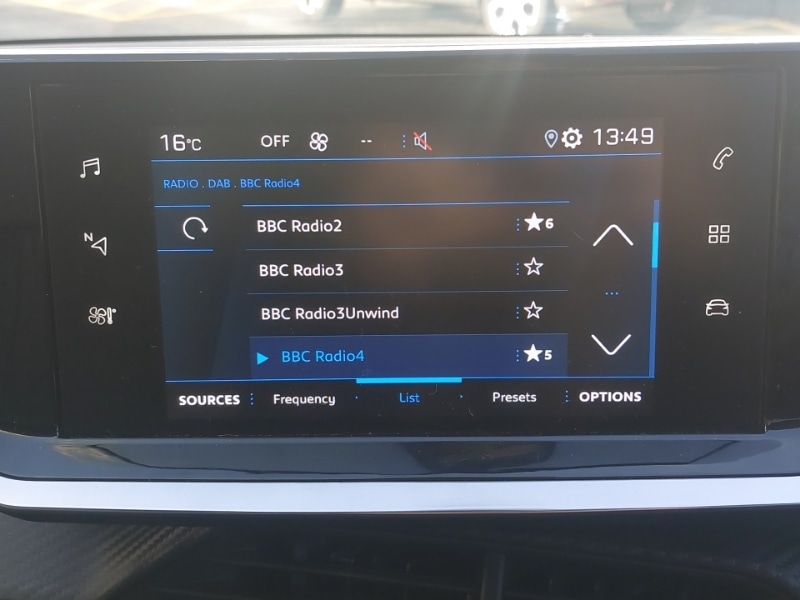 16°C OFF -- 13:49
RADIO . DAB . BBC Radio4
N
BBC Radio2 6
BBC Radio3
BBC Radio3Unwind
BBC Radio4 5
SOURCES Frequency List Presets OPTIONS